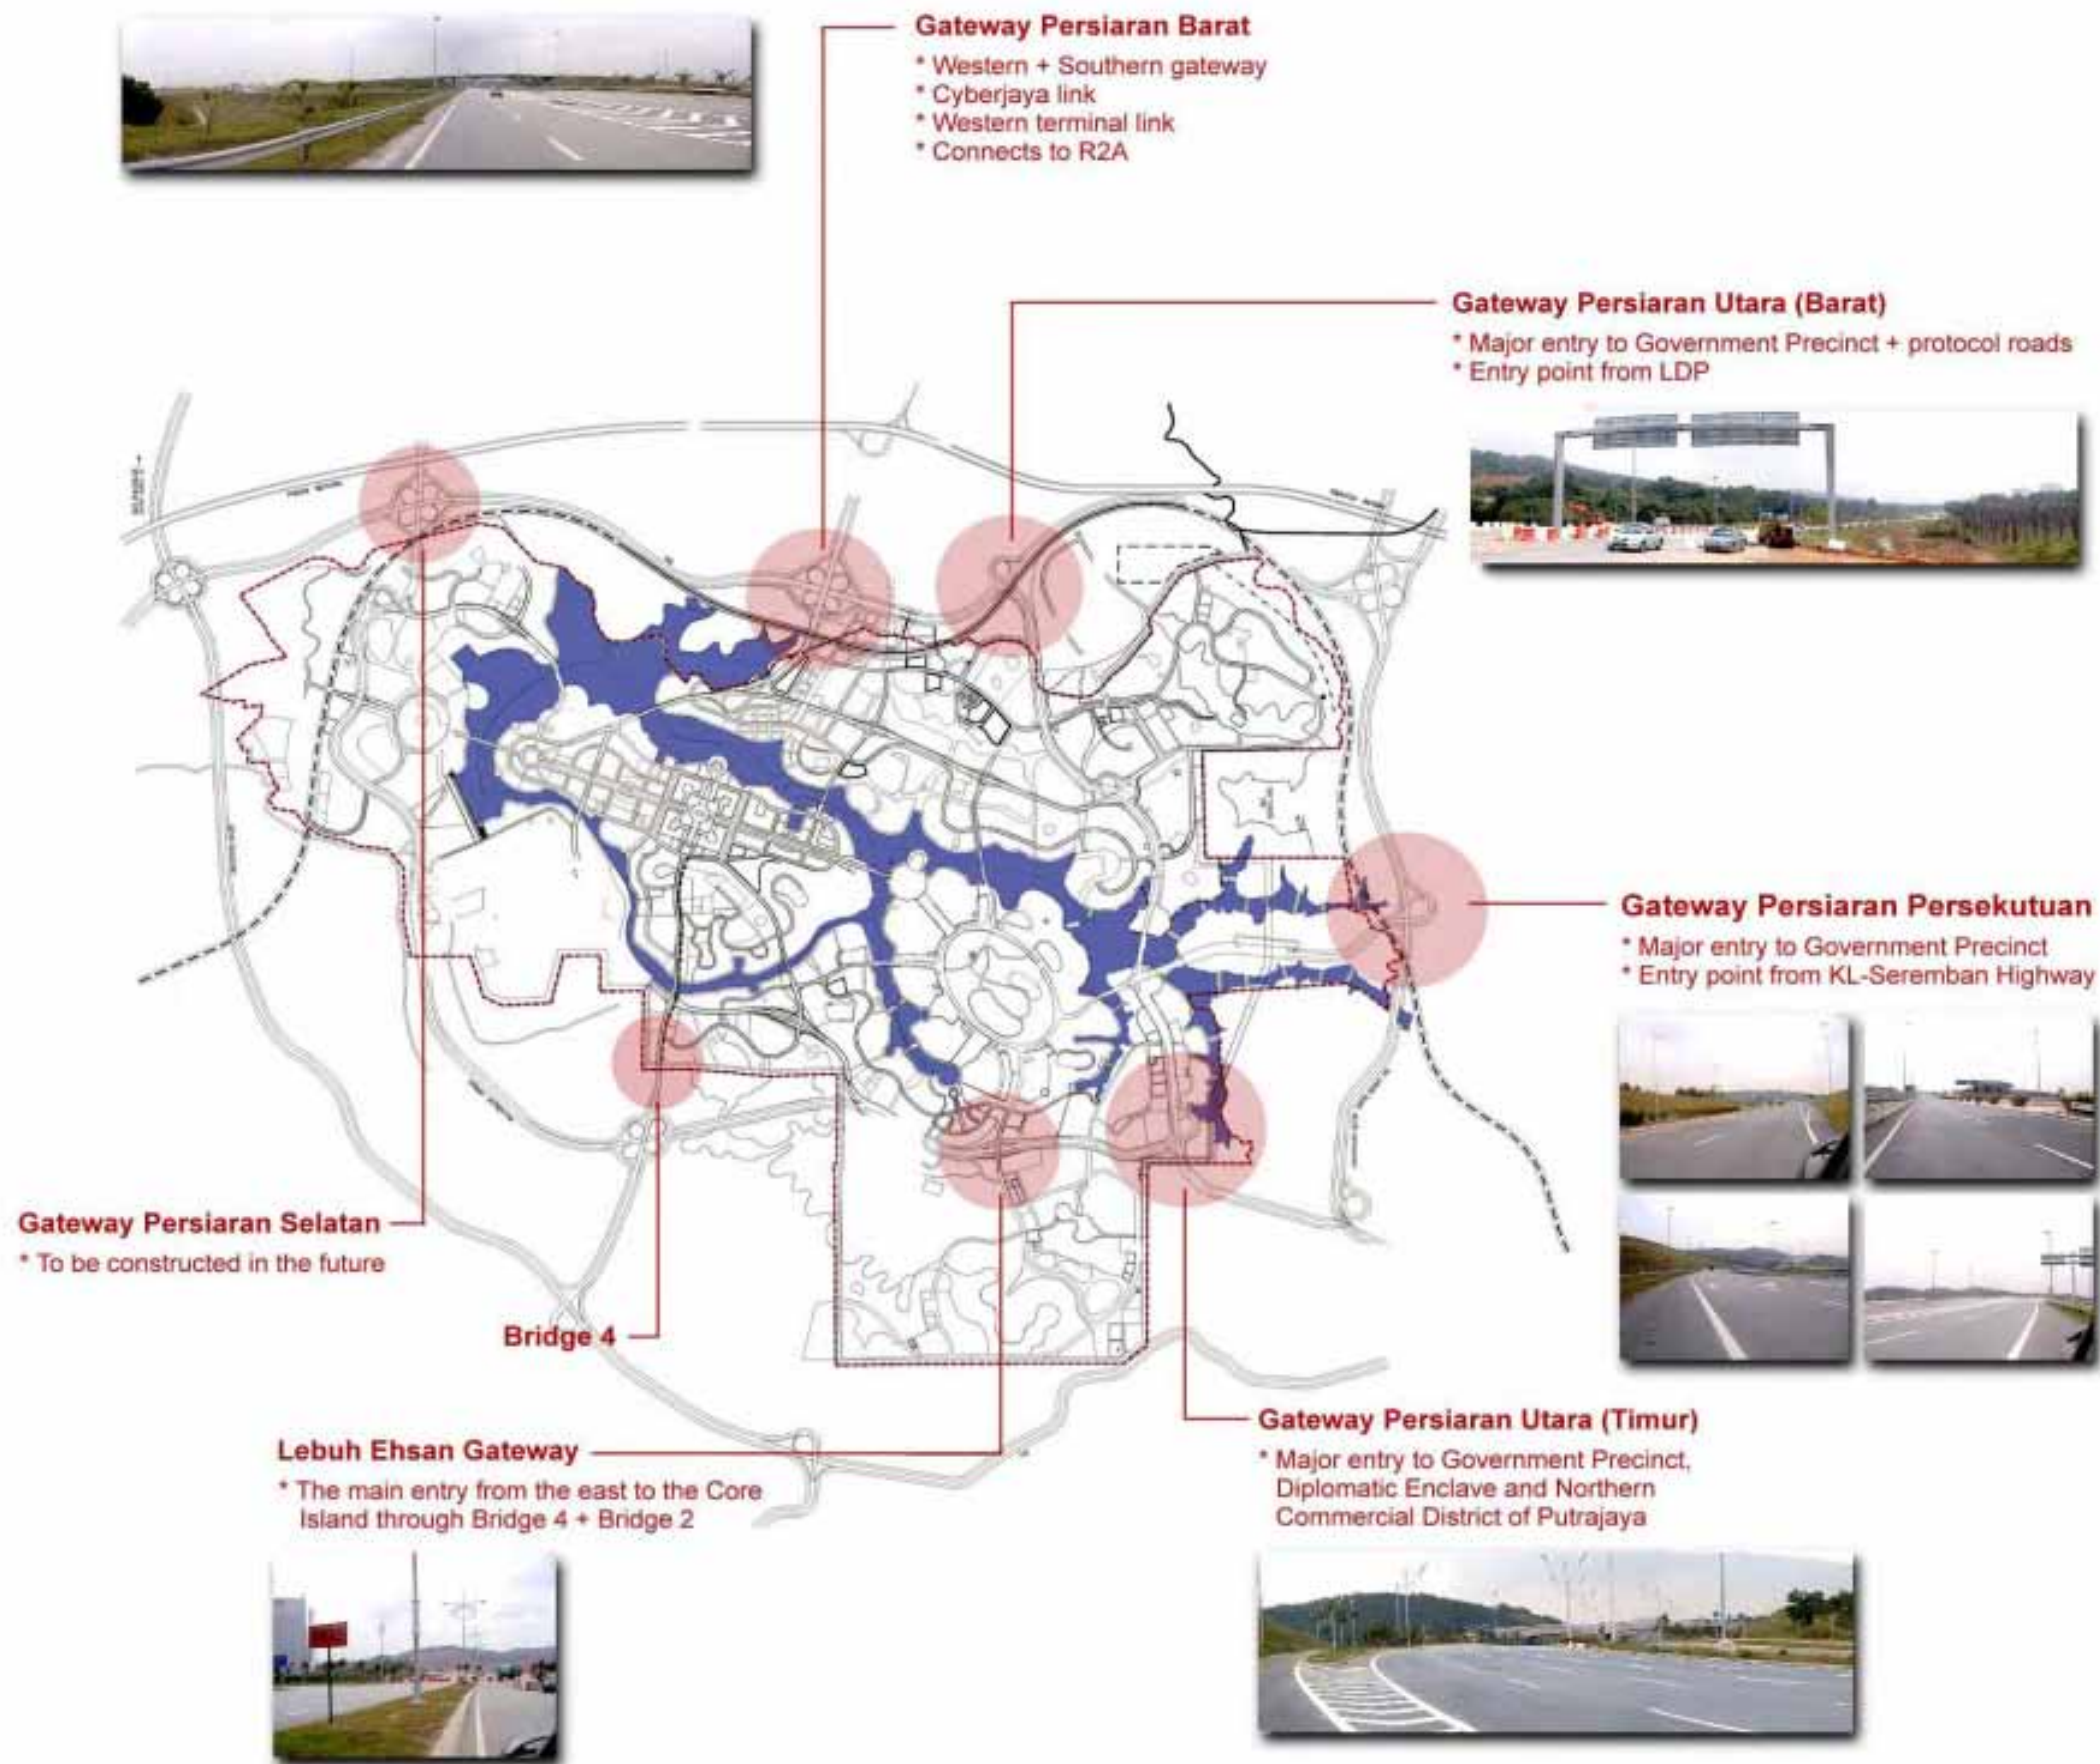 Gateway Persiaran Barat
* Western + Southern gateway
* Cyberjaya link
* Western terminal link
* Connects to R2A
Gateway Persiaran Utara (Barat)
* Major entry to Government Precinct + protocol roads
* Entry point from LDP
Gateway Persiaran Persekutuan
* Major entry to Government Precinct
* Entry point from KL-Seremban Highway
Gateway Persiaran Selatan
* To be constructed in the future
Bridge 4
Lebuh Ehsan Gateway
* The main entry from the east to the Core
Island through Bridge 4 + Bridge 2
Gateway Persiaran Utara (Timur)
* Major entry to Government Precinct,
Diplomatic Enclave and Northern
Commercial District of Putrajaya